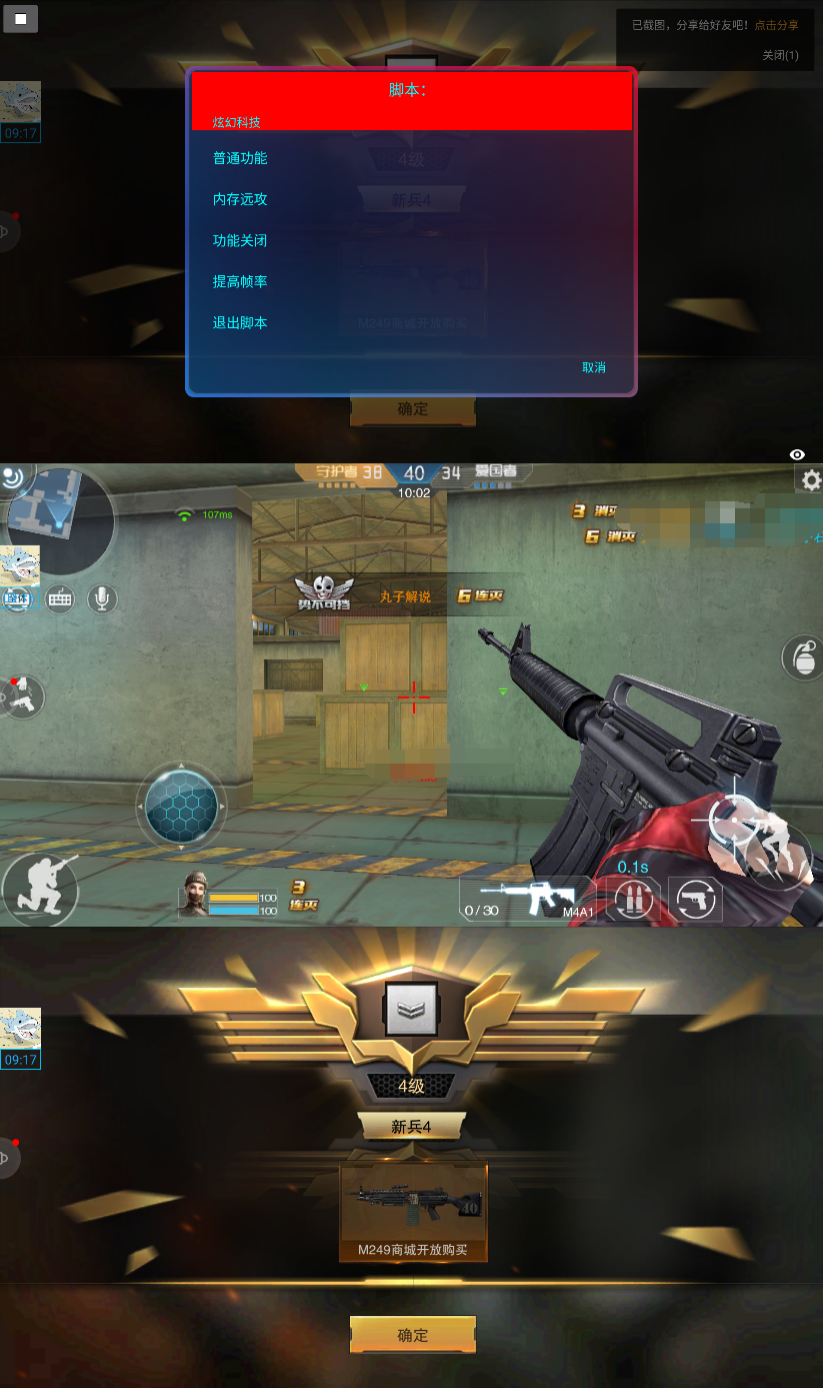 已截图，分享给好友吧！点击分享
关闭(1)
脚本：
炫幻科技
普通功能
内存远攻
功能关闭
提高帧率
退出脚本
取消
09:17
4级
新兵4
M249商城开放购买
确定
守护者 38 40 34 爱国者
10:02
107ms
3 消灭
6 消灭
势不可挡 丸子解说 6 连灭
0.1s
100
100
3
连灭
0/30
M4A1
09:17
4级
新兵4
40
M249商城开放购买
确定